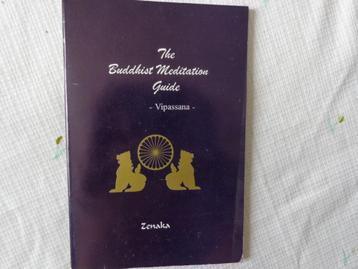 The
Buddhist Meditation
Guide
- Vipassana -
Zenaka